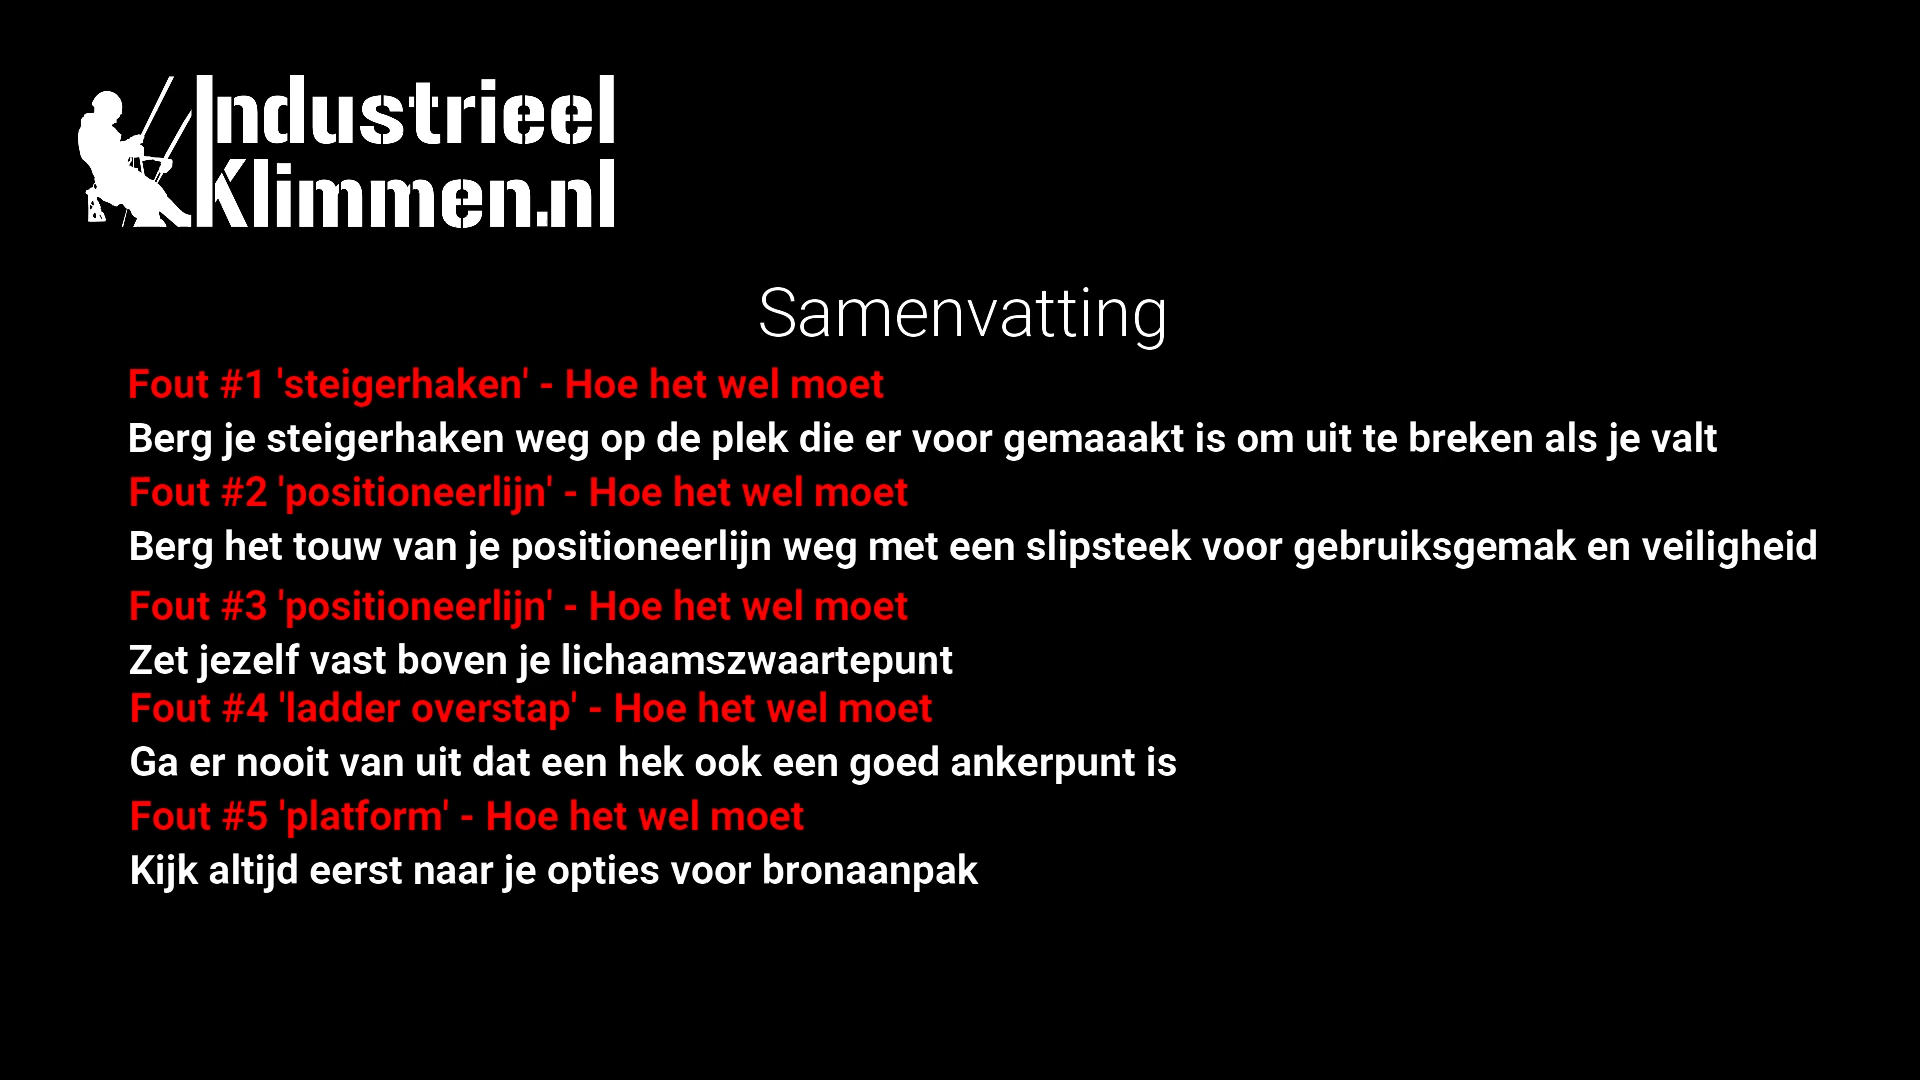 Industrieel
Klimmen.nl
Samenvatting
Fout #1 'steigerhaken' - Hoe het wel moet
Berg je steigerhaken weg op de plek die er voor gemaaakt is om uit te breken als je valt
Fout #2 'positioneerlijn' - Hoe het wel moet
Berg het touw van je positioneerlijn weg met een slipsteek voor gebruiksgemak en veiligheid
Fout #3 'positioneerlijn' - Hoe het wel moet
Zet jezelf vast boven je lichaamszwaartepunt
Fout #4 'ladder overstap' - Hoe het wel moet
Ga er nooit van uit dat een hek ook een goed ankerpunt is
Fout #5 'platform' - Hoe het wel moet
Kijk altijd eerst naar je opties voor bronaanpak